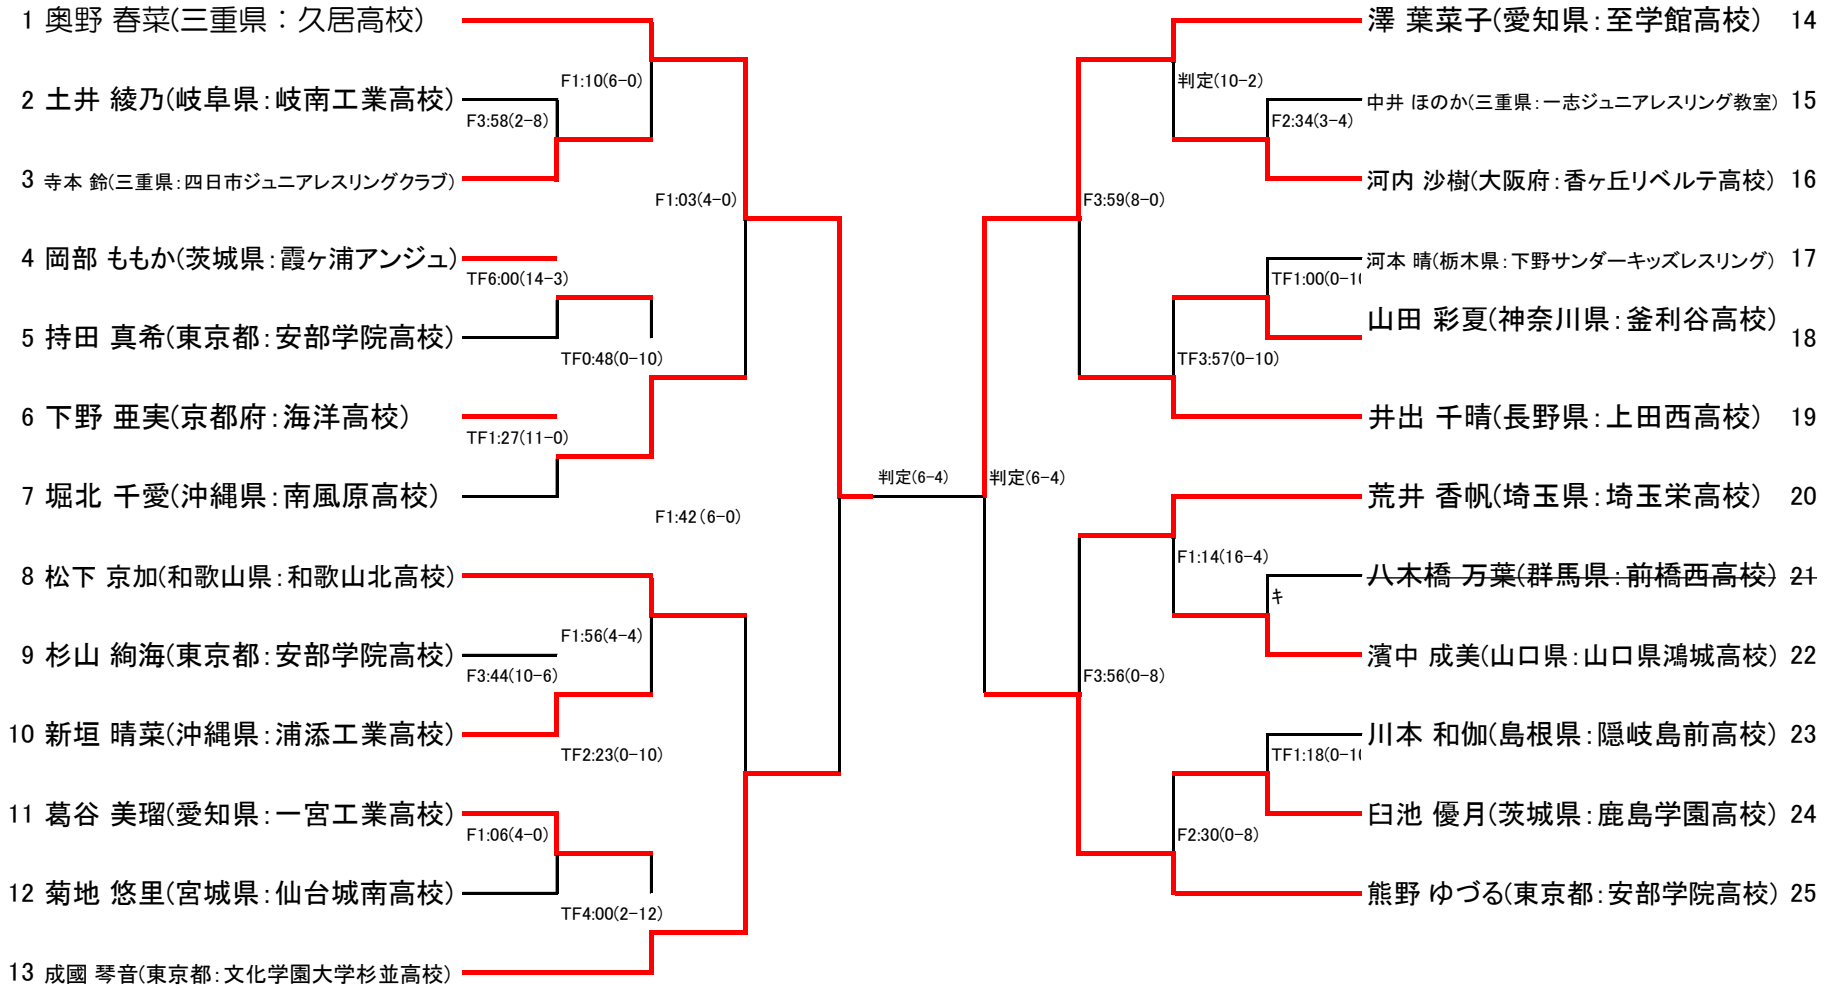 1 奥野 春菜(三重県：久居高校)
F1:10(6-0)
2 土井 綾乃(岐阜県:岐南工業高校)
F3:58(2-8)
3 寺本 鈴(三重県:四日市ジュニアレスリングクラブ)
F1:03(4-0)
4 岡部 ももか(茨城県:霞ヶ浦アンジュ)
TF6:00(14-3)
5 持田 真希(東京都:安部学院高校)
TF0:48(0-10)
6 下野 亜実(京都府:海洋高校)
TF1:27(11-0)
7 堀北 千愛(沖縄県:南風原高校)
F1:42(6-0)
8 松下 京加(和歌山県:和歌山北高校)
F1:56(4-4)
9 杉山 絢海(東京都:安部学院高校)
F3:44(10-6)
10 新垣 晴菜(沖縄県:浦添工業高校)
TF2:23(0-10)
11 葛谷 美瑠(愛知県:一宮工業高校)
F1:06(4-0)
12 菊地 悠里(宮城県:仙台城南高校)
TF4:00(2-12)
13 成國 琴音(東京都:文化学園大学杉並高校)
判定(6-4)
判定(6-4)
澤 葉菜子(愛知県:至学館高校) 14
判定(10-2)
中井 ほのか(三重県:一志ジュニアレスリング教室) 15
F2:34(3-4)
河内 沙樹(大阪府:香ヶ丘リベルテ高校) 16
F3:59(8-0)
河本 晴(栃木県:下野サンダーキッズレスリング) 17
TF1:00(0-10
山田 彩夏(神奈川県:釜利谷高校) 18
TF3:57(0-10)
井出 千晴(長野県:上田西高校) 19
荒井 香帆(埼玉県:埼玉栄高校) 20
F1:14(16-4)
八木橋 万葉(群馬県:前橋西高校) 21
キ
濱中 成美(山口県:山口県鴻城高校) 22
F3:56(0-8)
川本 和伽(島根県:隠岐島前高校) 23
TF1:18(0-10
臼池 優月(茨城県:鹿島学園高校) 24
F2:30(0-8)
熊野 ゆづる(東京都:安部学院高校) 25